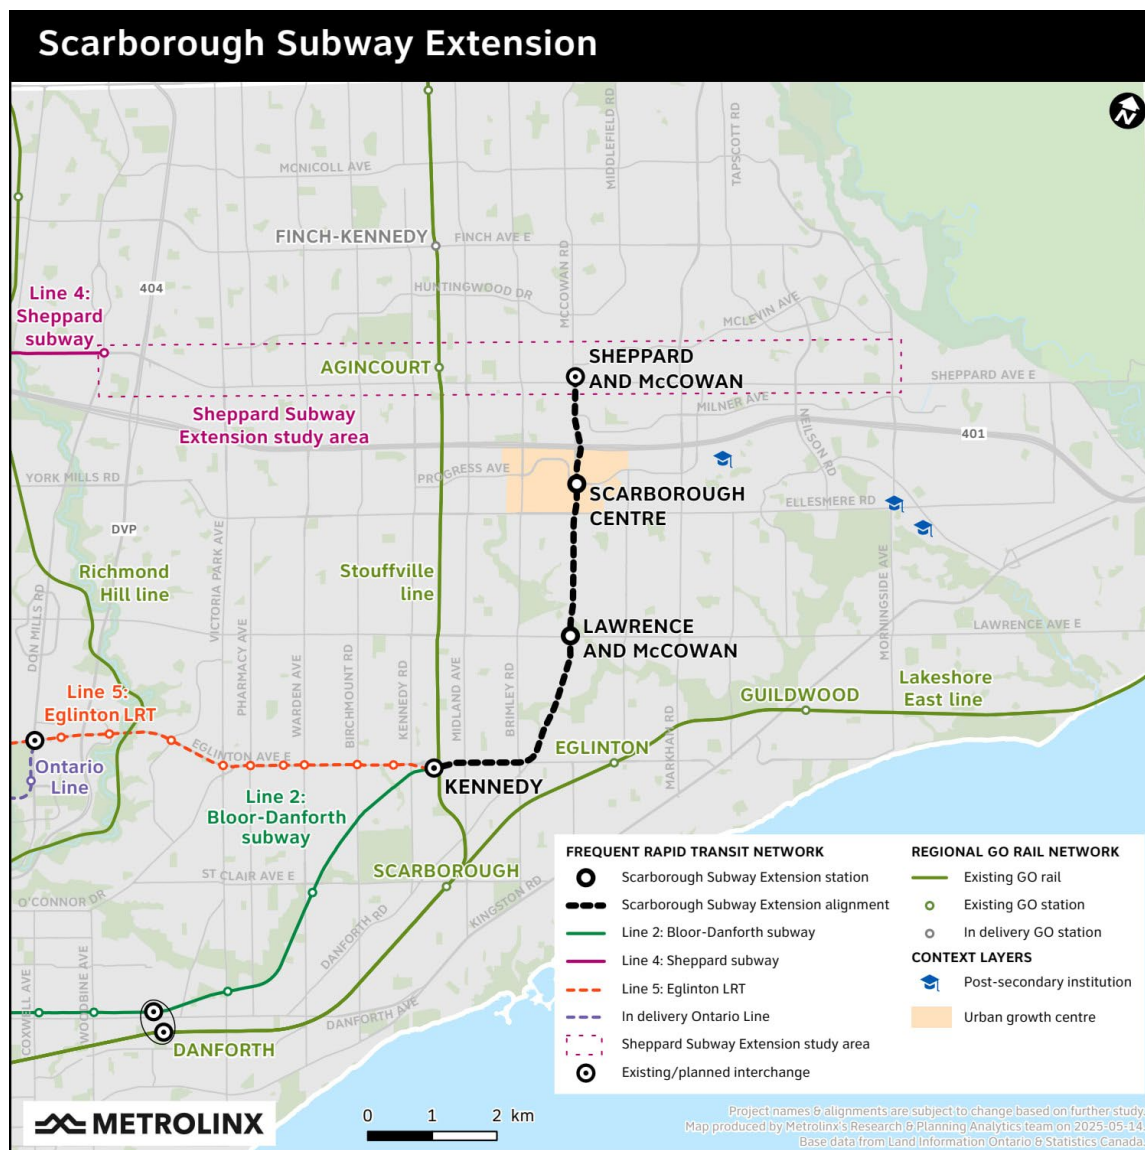 Scarborough Subway Extension
N
MIDDLEFIELD RD
TAPSCOTT RD
MCNICOLL AVE
FINCH-KENNEDY
FINCH AVE E
MCCOWAN RD
404
HUNTINGWOOD DR
Line 4:
Sheppard
subway
MCLEVIN AVE
AGINCOURT
SHEPPARD
AND McCOWAN
SHEPPARD AVE E
Sheppard Subway
Extension study area
MILNER AVE
NEILSON RD
401
YORK MILLS RD
PROGRESS AVE
SCARBOROUGH
CENTRE
ELLESMERE RD
DVP
VICTORIA PARK AVE
Richmond
Hill line
Stouffville
line
DON MILLS RD
MORNINGSIDE AVE
LAWRENCE
AND McCOWAN
LAWRENCE AVE E
PHARMACY AVE
WARDEN AVE
BIRCHMOUNT RD
KENNEDY RD
MIDLAND AVE
BRIMLEY RD
MARKHAM RD
GUILDWOOD
Lakeshore
East line
Line 5:
Eglinton LRT
EGLINTON AVE E
EGLINTON
Ontario
Line
KENNEDY
Line 2:
Bloor-Danforth
subway
ST CLAIR AVE E
SCARBOROUGH
O'CONNOR DR
DANFORTH RD
KINGSTON RD
COXWELL AVE
WOODBINE AVE
DANFORTH AVE
DANFORTH
FREQUENT RAPID TRANSIT NETWORK
Scarborough Subway Extension station
Scarborough Subway Extension alignment
Line 2: Bloor-Danforth subway
Line 4: Sheppard subway
Line 5: Eglinton LRT
In delivery Ontario Line
Sheppard Subway Extension study area
Existing/planned interchange
REGIONAL GO RAIL NETWORK
Existing GO rail
Existing GO station
In delivery GO station
CONTEXT LAYERS
Post-secondary institution
Urban growth centre
METROLINX
0 1 2 km
Project names & alignments are subject to change based on further study.
Map produced by Metrolinx's Research & Planning Analytics team on 2025-05-14.
Base data from Land Information Ontario & Statistics Canada.